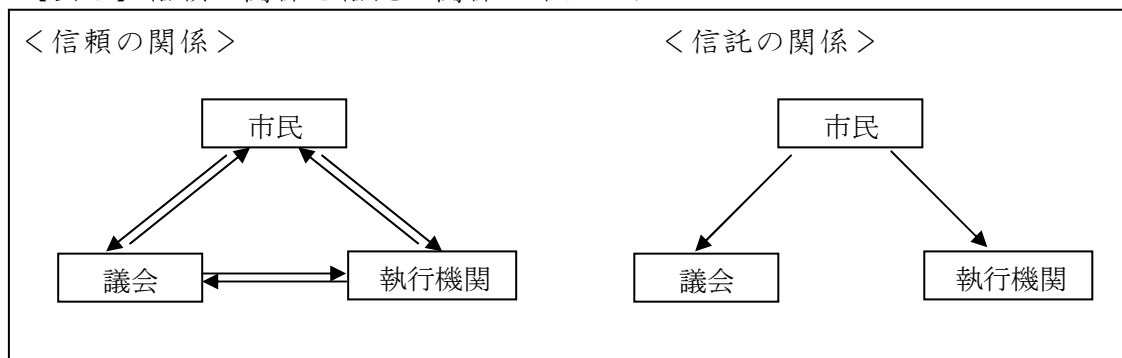 ＜信頼の関係＞
＜信託の関係＞
市民
市民
議会
執行機関
議会
執行機関